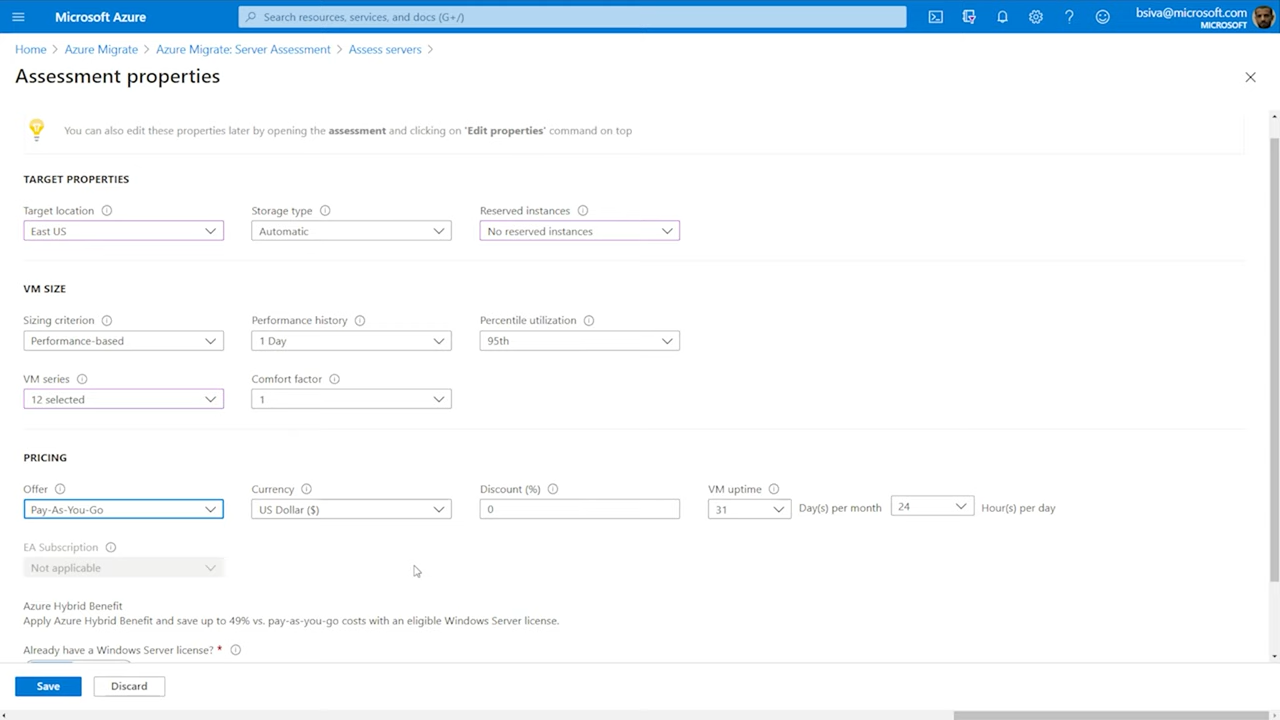 Microsoft Azure
Search resources, services, and docs (G+/)
bsiva@microsoft.com
MICROSOFT
Home > Azure Migrate > Azure Migrate: Server Assessment > Assess servers >
Assessment properties
You can also edit these properties later by opening the assessment and clicking on 'Edit properties' command on top
TARGET PROPERTIES
Target location Storage type Reserved instances
East US Automatic No reserved instances
VM SIZE
Sizing criterion Performance history Percentile utilization
Performance-based 1 Day 95th
VM series Comfort factor
12 selected 1
PRICING
Offer Currency Discount (%) VM uptime
Pay-As-You-Go US Dollar ($) 0 31 Day(s) per month 24 Hour(s) per day
EA Subscription
Not applicable
Azure Hybrid Benefit
Apply Azure Hybrid Benefit and save up to 49% vs. pay-as-you-go costs with an eligible Windows Server license.
Already have a Windows Server license? *
Save Discard